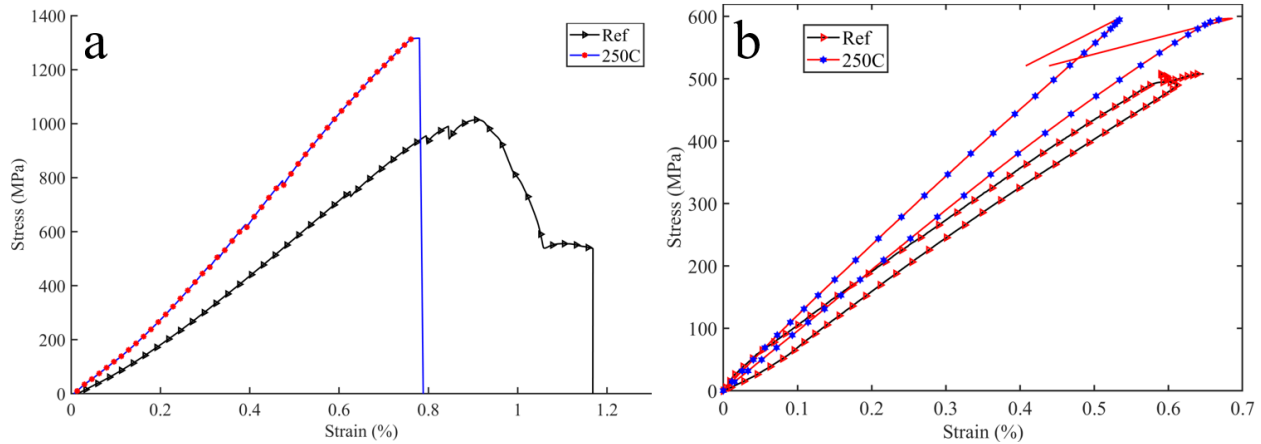 a
1400
1200
1000
800
600
400
200
0
Stress (MPa)
Ref
250C
0 0.2 0.4 0.6 0.8 1 1.2
Strain (%)
b
600
500
400
300
200
100
0
Stress (MPa)
Ref
250C
0 0.1 0.2 0.3 0.4 0.5 0.6 0.7
Strain (%)